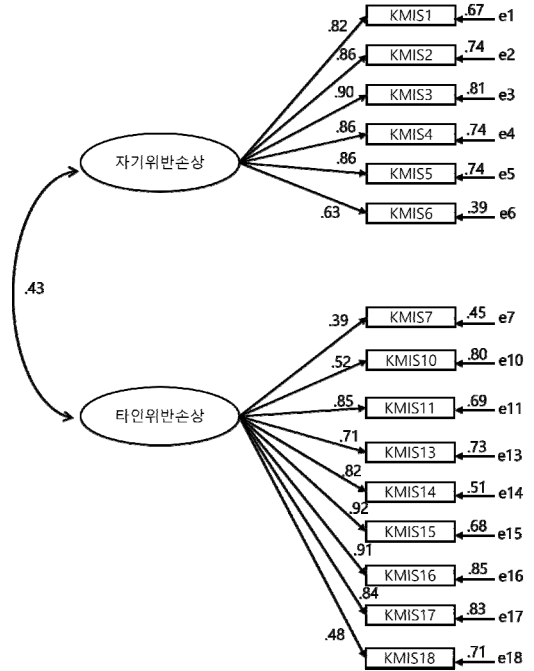 .82 KMIS1 .67 e1
.86 KMIS2 .74 e2
.90 KMIS3 .81 e3
.86 KMIS4 .74 e4
자기위반손상
.86 KMIS5 .74 e5
.63 KMIS6 .39 e6
.43
.39 KMIS7 .45 e7
.52 KMIS10 .80 e10
.85 KMIS11 .69 e11
타인위반손상
.71 KMIS13 .73 e13
.82 KMIS14 .51 e14
.92 KMIS15 .68 e15
.91 KMIS16 .85 e16
.84 KMIS17 .83 e17
.48 KMIS18 .71 e18